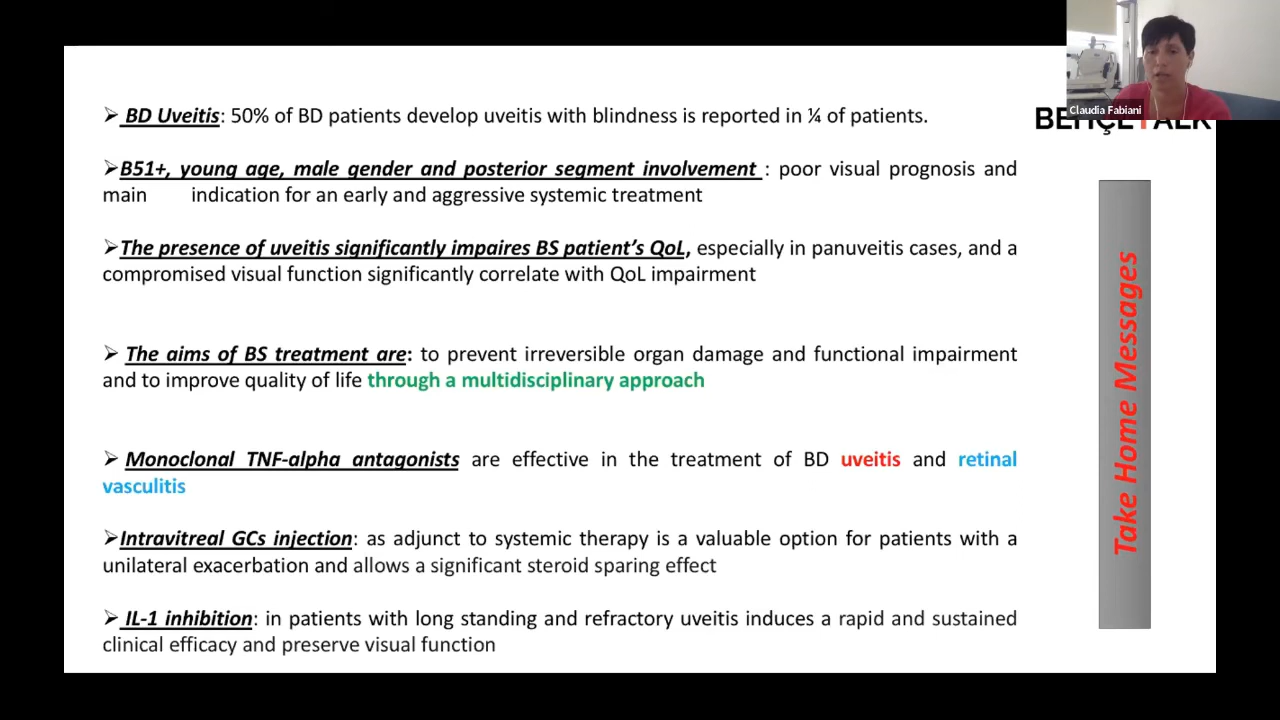 Claudia Fabiani
BEHÇETALK
➢ BD Uveitis: 50% of BD patients develop uveitis with blindness is reported in ¼ of patients.
➢B51+, young age, male gender and posterior segment involvement : poor visual prognosis and
main indication for an early and aggressive systemic treatment
➢The presence of uveitis significantly impaires BS patient’s QoL, especially in panuveitis cases, and a
compromised visual function significantly correlate with QoL impairment
➢ The aims of BS treatment are: to prevent irreversible organ damage and functional impairment
and to improve quality of life through a multidisciplinary approach
➢ Monoclonal TNF-alpha antagonists are effective in the treatment of BD uveitis and retinal
vasculitis
➢Intravitreal GCs injection: as adjunct to systemic therapy is a valuable option for patients with a
unilateral exacerbation and allows a significant steroid sparing effect
➢ IL-1 inhibition: in patients with long standing and refractory uveitis induces a rapid and sustained
clinical efficacy and preserve visual function
Take Home Messages